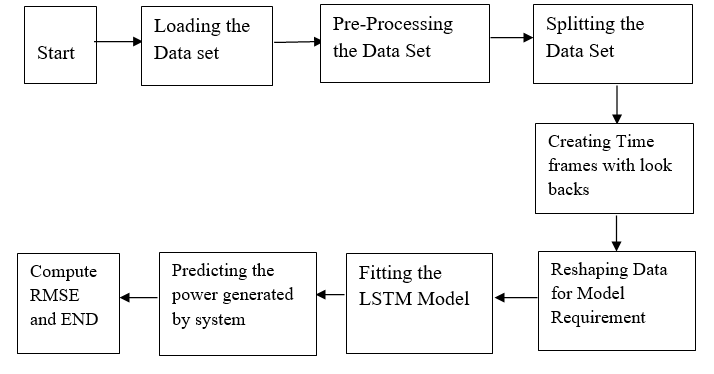 Start
Loading the
Data set
Pre-Processing
the Data Set
Splitting the
Data Set
Creating Time
frames with look
backs
Reshaping Data
for Model
Requirement
Fitting the
LSTM Model
Predicting the
power generated
by system
Compute
RMSE
and END